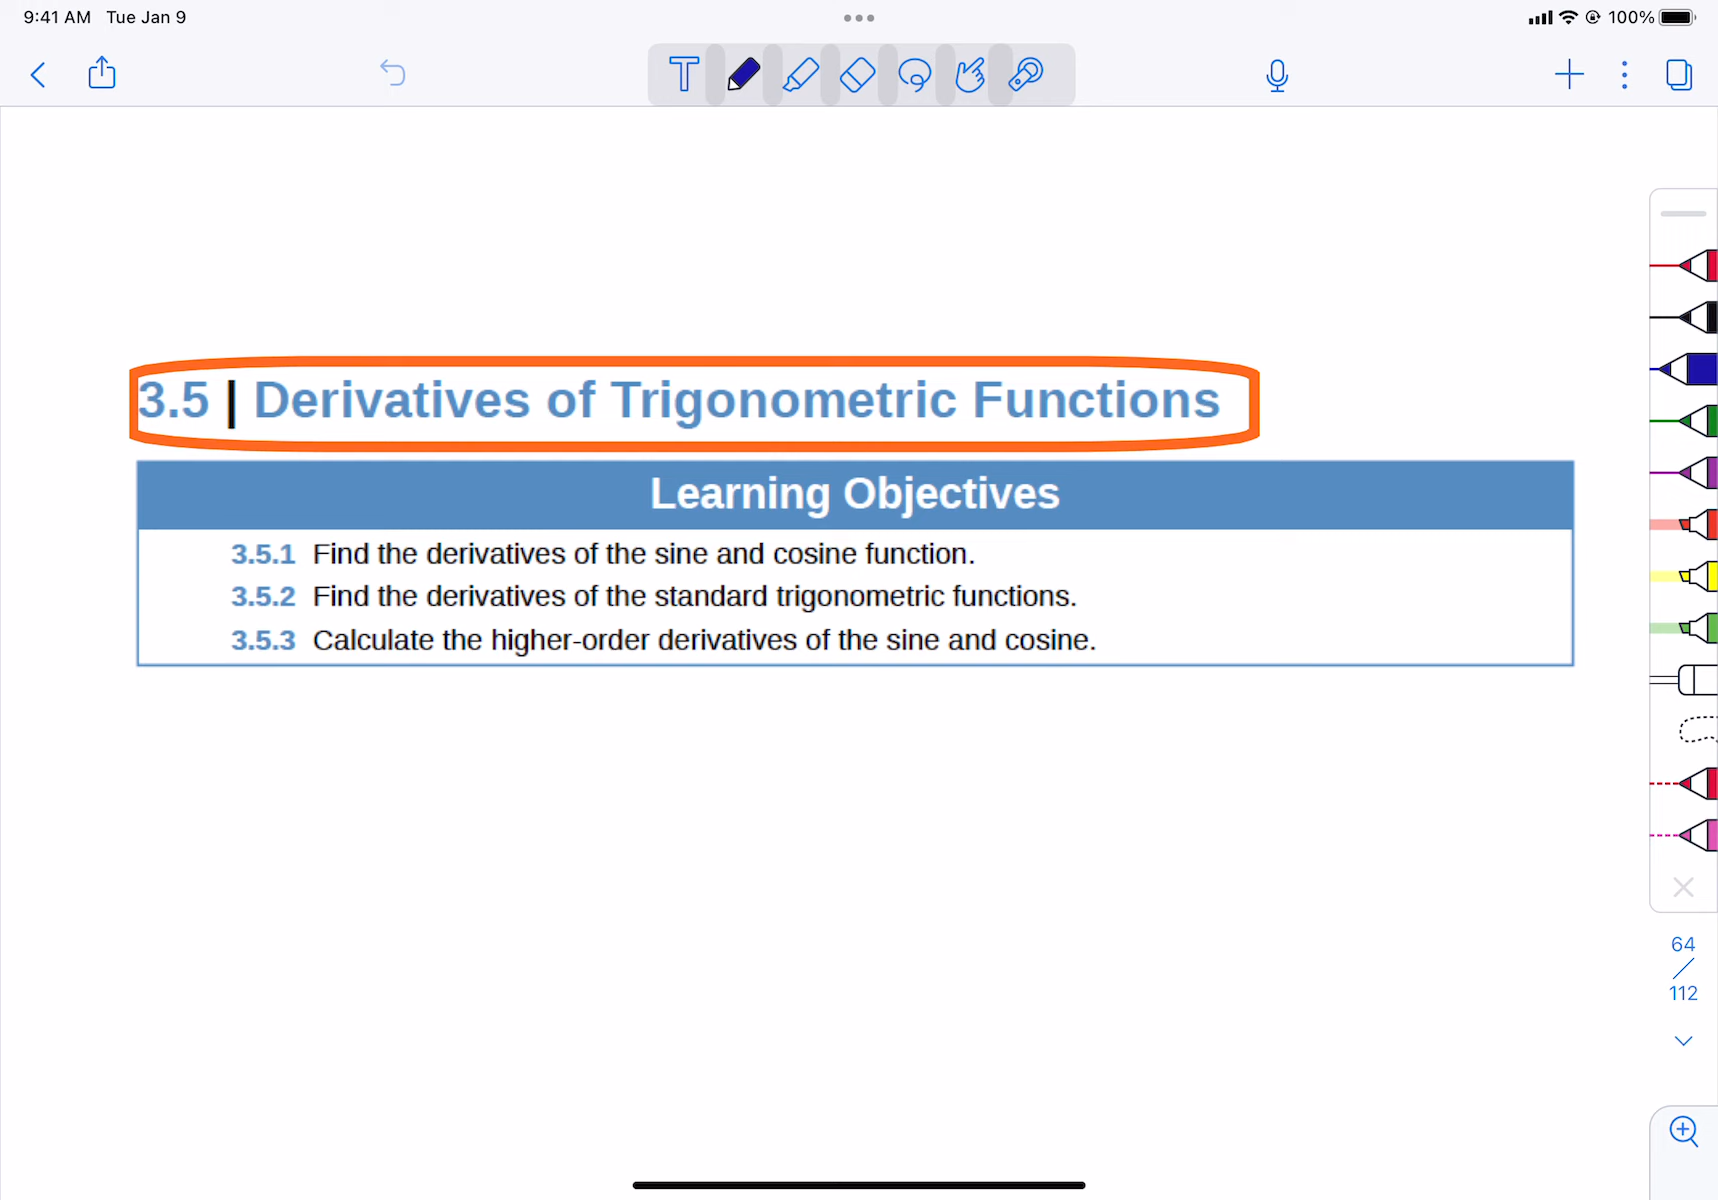 9:41 AM Tue Jan 9
100%
3.5 | Derivatives of Trigonometric Functions
Learning Objectives
3.5.1 Find the derivatives of the sine and cosine function.
3.5.2 Find the derivatives of the standard trigonometric functions.
3.5.3 Calculate the higher-order derivatives of the sine and cosine.
64
112